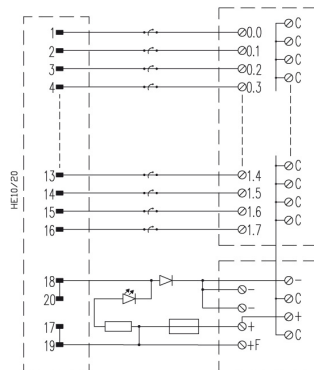 HE10/20
1 0.0 C
2 0.1 C
3 0.2 C
4 0.3 C
13 1.4 C
14 1.5 C
15 1.6 C
16 1.7 C
18 -
20 - C
-
17 + +
19 +F C